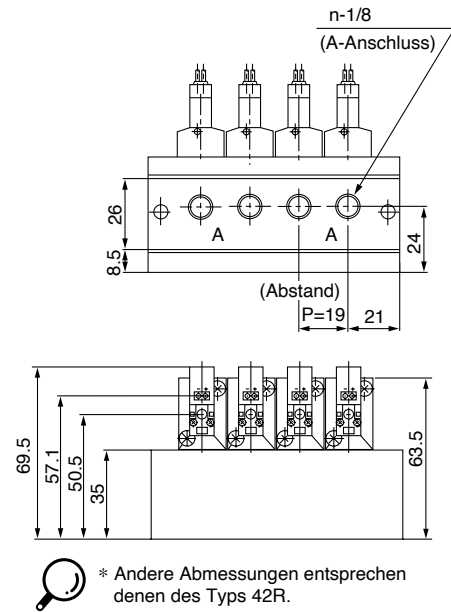 n-1/8
(A-Anschluss)
A
A
26
8.5
24
(Abstand)
P=19
21
69.5
57.1
50.5
35
63.5
* Andere Abmessungen entsprechen
denen des Typs 42R.